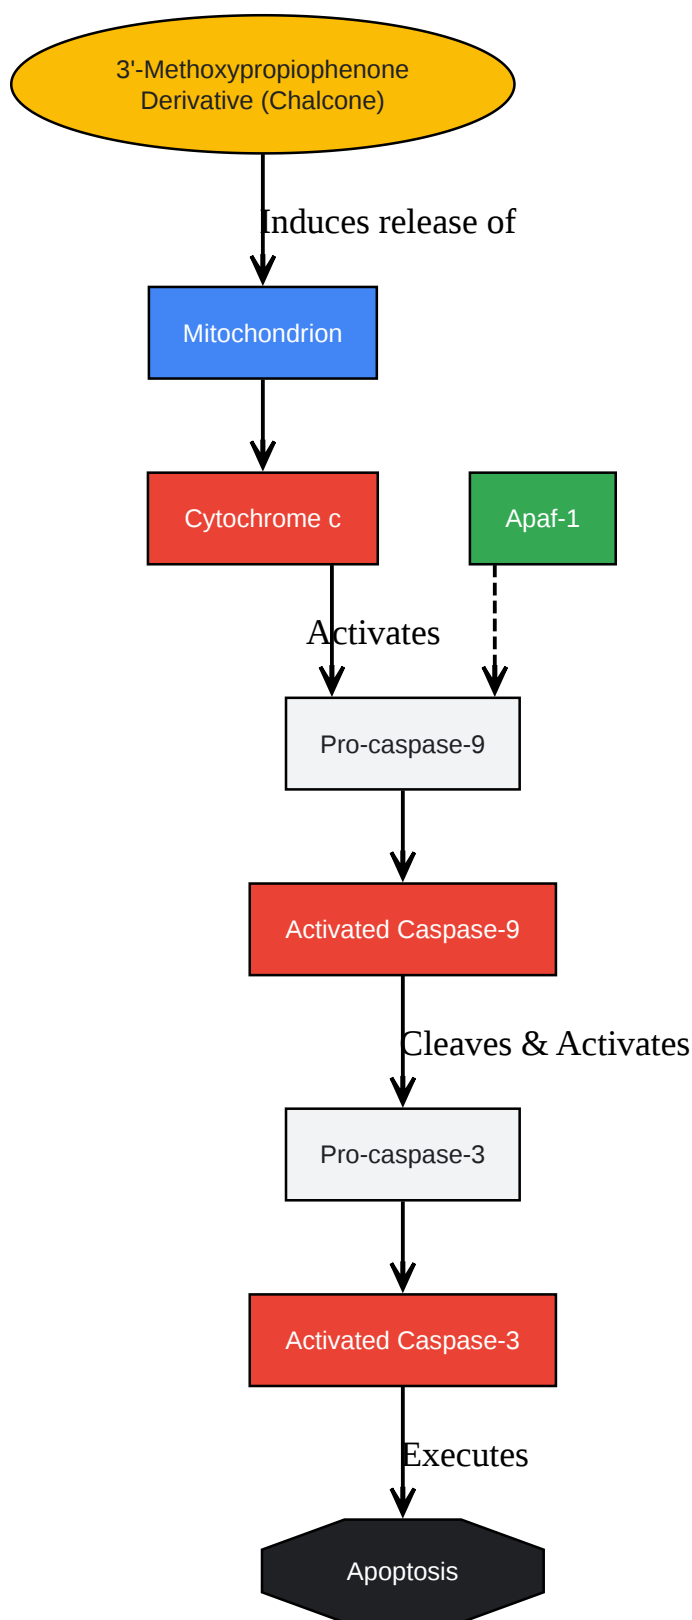 3'-Methoxypropiophenone
Derivative (Chalcone)
Induces release of
Mitochondrion
Cytochrome c
Apaf-1
Activates
Pro-caspase-9
Activated Caspase-9
Cleaves & Activates
Pro-caspase-3
Activated Caspase-3
Executes
Apoptosis